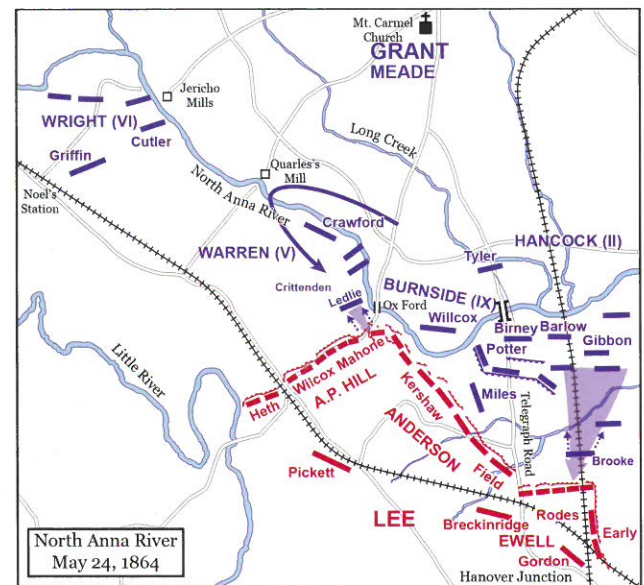 Mt. Carmel
Church
GRANT
MEADE
Jericho
Mills
WRIGHT (VI)
Cutler
Long Creek
Griffin
Quarles's
Mill
Noel's
Station
North Anna River
Crawford
HANCOCK (II)
WARREN (V)
Tyler
Crittenden
BURNSIDE (IX)
Ledlie
Ox Ford
Willcox
Birney
Barlow
Gibbon
Potter
Little River
Wilcox
Mahone
A.P. HILL
Heth
Kershaw
Miles
Telegraph Road
ANDERSON
Pickett
Field
Brooke
LEE
Breckinridge
Rodes
Early
EWELL
Gordon
Hanover Junction
North Anna River
May 24, 1864